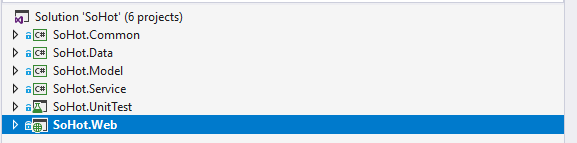 Solution 'SoHot' (6 projects)
C# SoHot.Common
C# SoHot.Data
C# SoHot.Model
C# SoHot.Service
SoHot.UnitTest
SoHot.Web